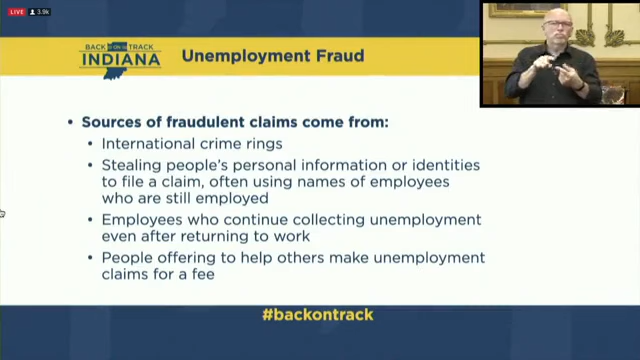 LIVE 3.9k
BACK ON TRACK
INDIANA
Unemployment Fraud
• Sources of fraudulent claims come from:
• International crime rings
• Stealing people's personal information or identities
to file a claim, often using names of employees
who are still employed
• Employees who continue collecting unemployment
even after returning to work
• People offering to help others make unemployment
claims for a fee
#backontrack